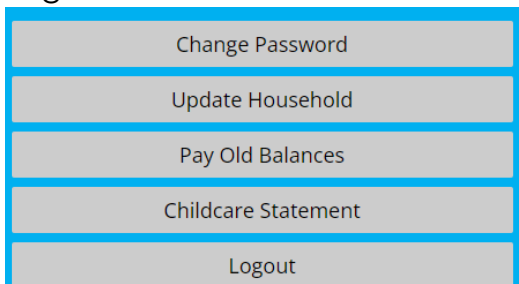 Change Password
Update Household
Pay Old Balances
Childcare Statement
Logout